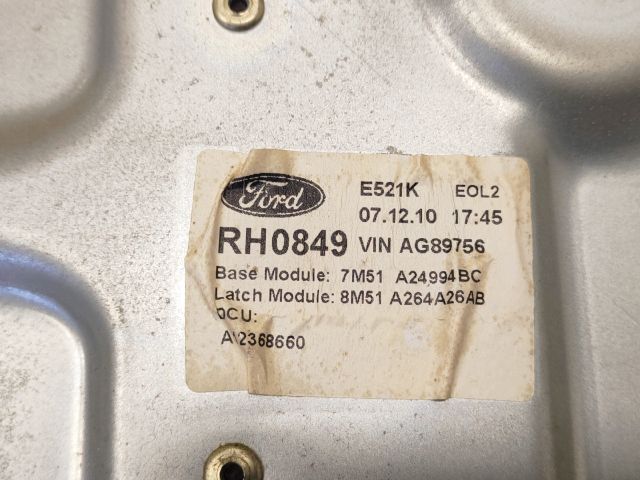 Ford E521K EOL2
07.12.10 17:45
RH0849 VIN AG89756
Base Module: 7M51 A24994BC
Latch Module: 8M51 A264A26AB
DCU: